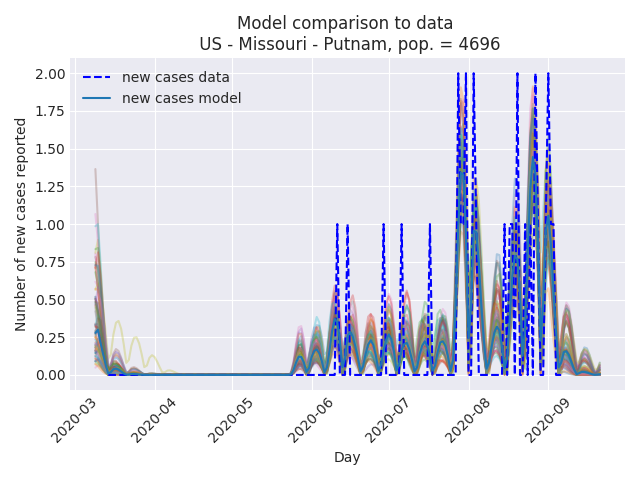 Model comparison to data
US - Missouri - Putnam, pop. = 4696
new cases data
new cases model
Number of new cases reported
2.00
1.75
1.50
1.25
1.00
0.75
0.50
0.25
0.00
2020-03
2020-04
2020-05
2020-06
2020-07
2020-08
2020-09
Day